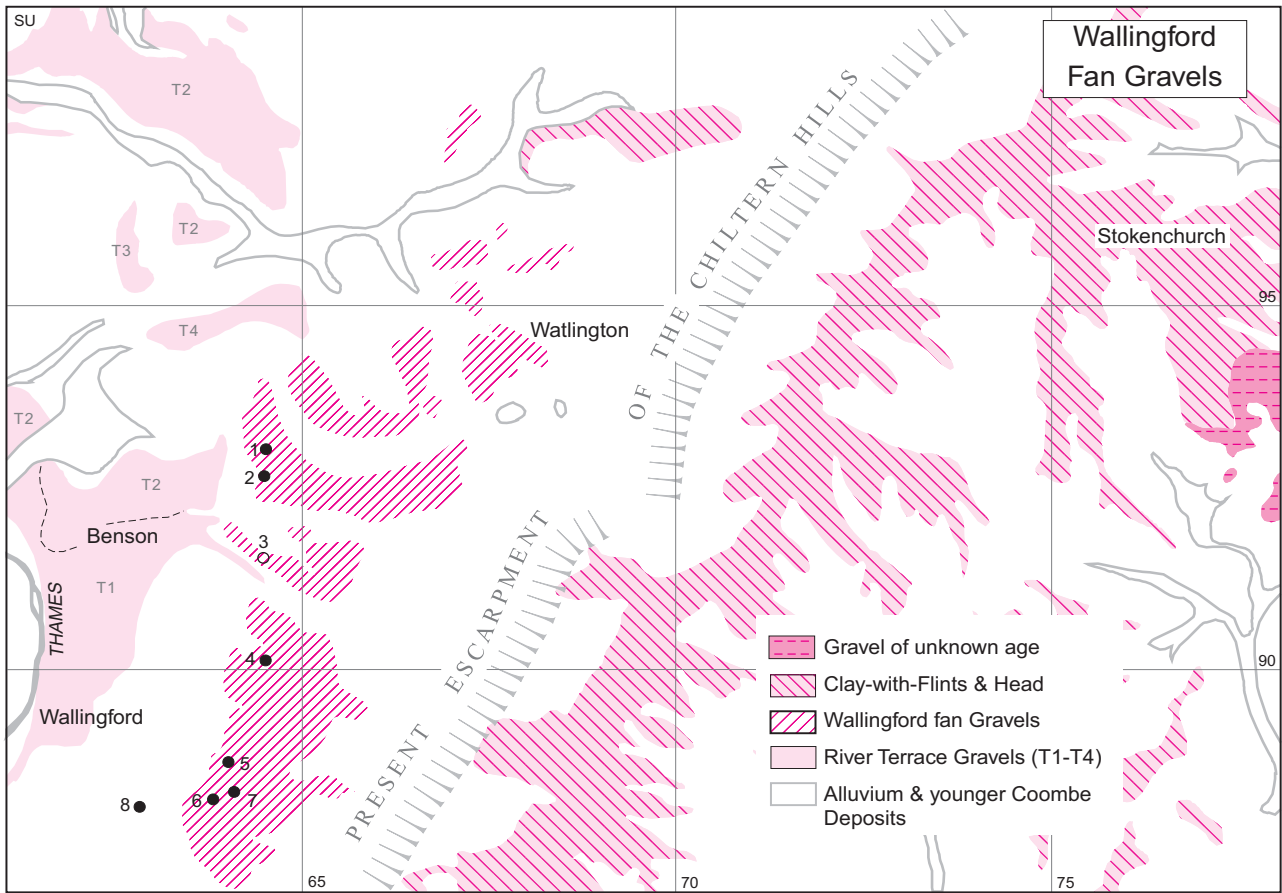 SU
Wallingford
Fan Gravels
T2
T2
T3
T4
T2
T2
T1
Stokenchurch
95
Watlington
PRESENT ESCARPMENT OF THE CHILTERN HILLS
1
2
3
Benson
THAMES
4
90
Wallingford
5
6
7
8
Gravel of unknown age
Clay-with-Flints & Head
Wallingford fan Gravels
River Terrace Gravels (T1-T4)
Alluvium & younger Coombe
Deposits
65
70
75